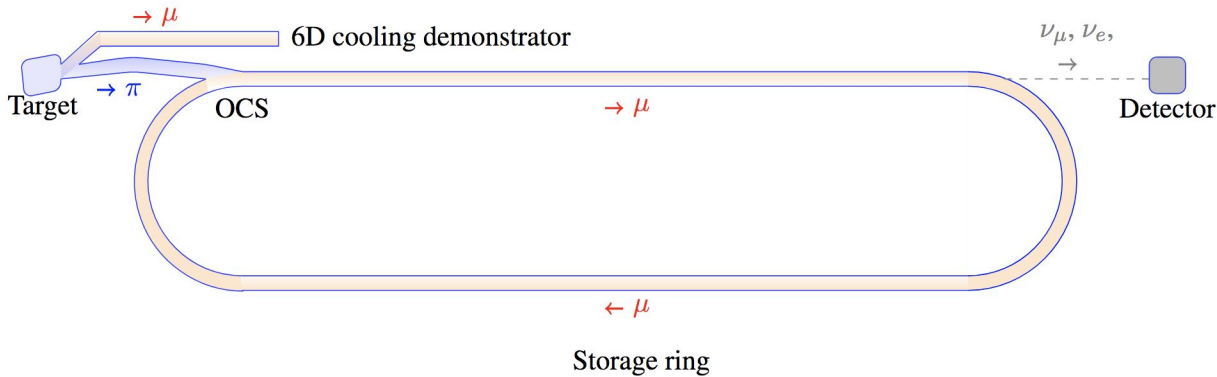 → μ
6D cooling demonstrator
ν_μ, ν_e,
→
→ π
Target
OCS
→ μ
Detector
← μ
Storage ring